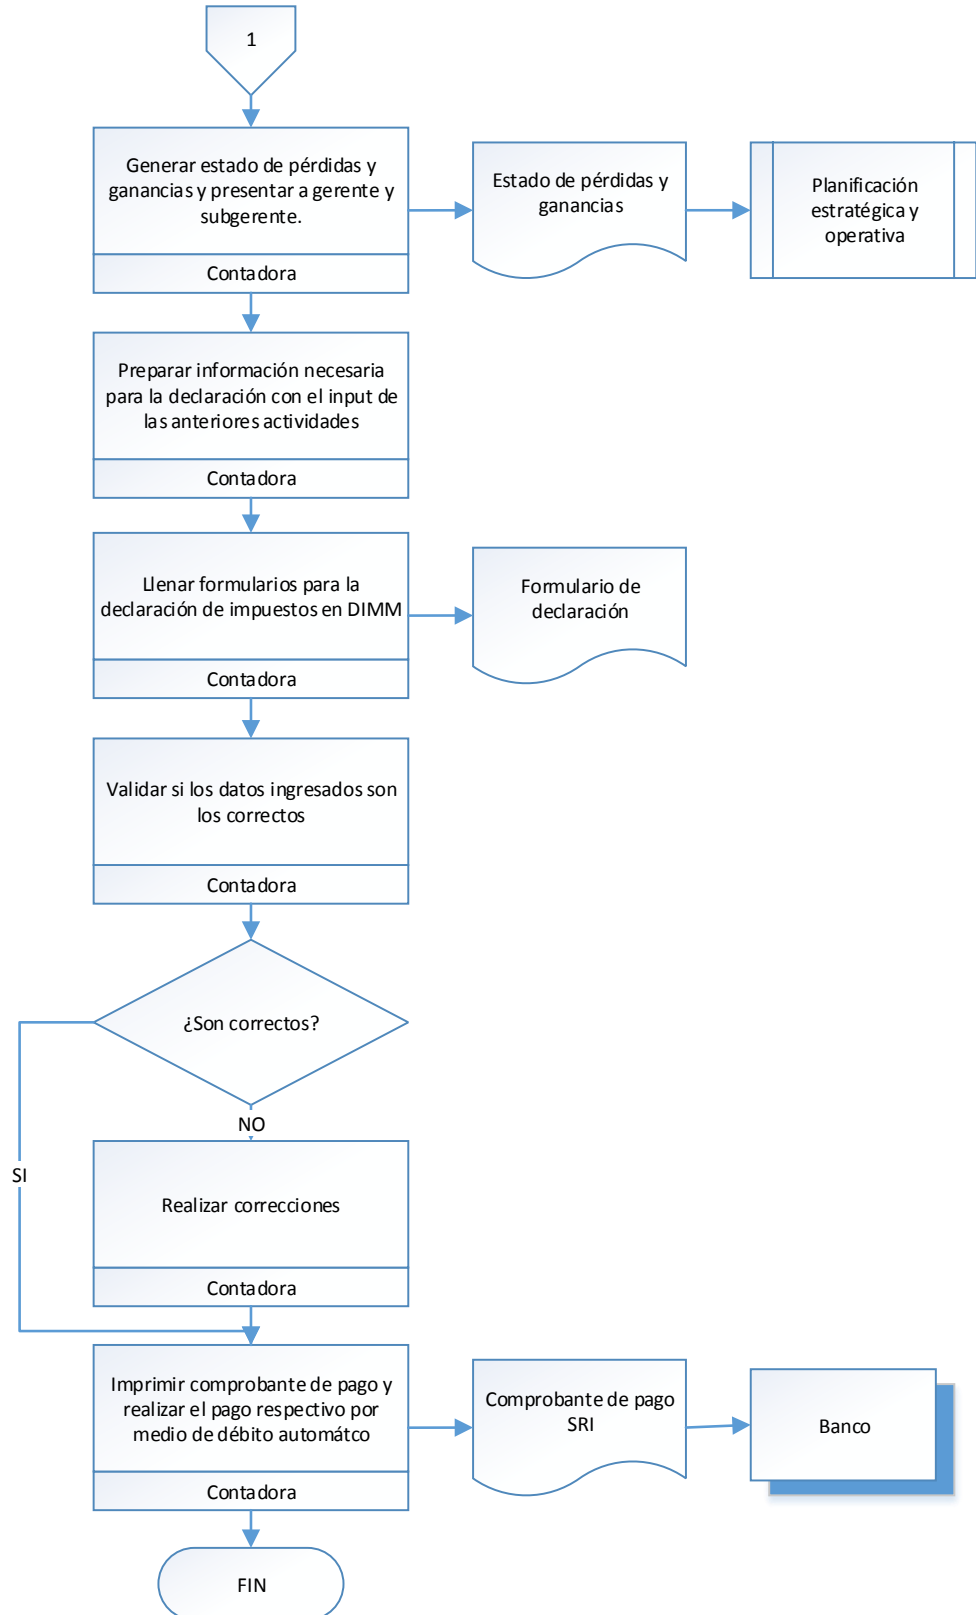 1
Generar estado de pérdidas y
ganancias y presentar a gerente y
subgerente.
Contadora
Estado de pérdidas y
ganancias
Planificación
estratégica y
operativa
Preparar información necesaria
para la declaración con el input de
las anteriores actividades
Contadora
Llenar formularios para la
declaración de impuestos en DIMM
Contadora
Formulario de
declaración
Validar si los datos ingresados son
los correctos
Contadora
¿Son correctos?
NO
SI
Realizar correcciones
Contadora
Imprimir comprobante de pago y
realizar el pago respectivo por
medio de débito automátco
Contadora
Comprobante de pago
SRI
Banco
FIN